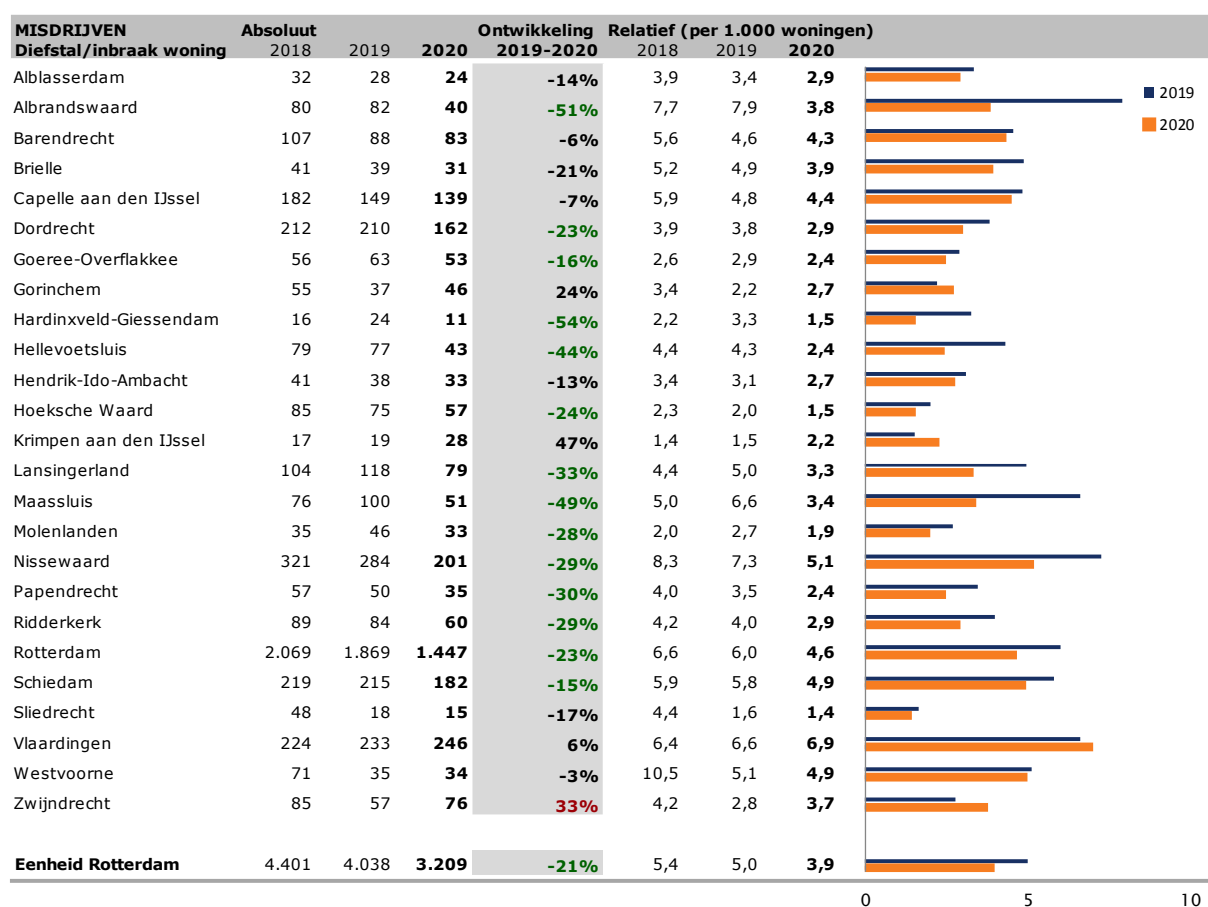 MISDRIJVEN Absoluut Ontwikkeling Relatief (per 1.000 woningen)
Diefstal/inbraak woning 2018 2019 2020 2019-2020 2018 2019 2020
Alblasserdam 32 28 24 -14% 3,9 3,4 2,9
2019
Albrandswaard 80 82 40 -51% 7,7 7,9 3,8
2020
Barendrecht 107 88 83 -6% 5,6 4,6 4,3
Brielle 41 39 31 -21% 5,2 4,9 3,9
Capelle aan den IJssel 182 149 139 -7% 5,9 4,8 4,4
Dordrecht 212 210 162 -23% 3,9 3,8 2,9
Goeree-Overflakkee 56 63 53 -16% 2,6 2,9 2,4
Gorinchem 55 37 46 24% 3,4 2,2 2,7
Hardinxveld-Giessendam 16 24 11 -54% 2,2 3,3 1,5
Hellevoetsluis 79 77 43 -44% 4,4 4,3 2,4
Hendrik-Ido-Ambacht 41 38 33 -13% 3,4 3,1 2,7
Hoeksche Waard 85 75 57 -24% 2,3 2,0 1,5
Krimpen aan den IJssel 17 19 28 47% 1,4 1,5 2,2
Lansingerland 104 118 79 -33% 4,4 5,0 3,3
Maassluis 76 100 51 -49% 5,0 6,6 3,4
Molenlanden 35 46 33 -28% 2,0 2,7 1,9
Nissewaard 321 284 201 -29% 8,3 7,3 5,1
Papendrecht 57 50 35 -30% 4,0 3,5 2,4
Ridderkerk 89 84 60 -29% 4,2 4,0 2,9
Rotterdam 2.069 1.869 1.447 -23% 6,6 6,0 4,6
Schiedam 219 215 182 -15% 5,9 5,8 4,9
Sliedrecht 48 18 15 -17% 4,4 1,6 1,4
Vlaardingen 224 233 246 6% 6,4 6,6 6,9
Westvoorne 71 35 34 -3% 10,5 5,1 4,9
Zwijndrecht 85 57 76 33% 4,2 2,8 3,7
Eenheid Rotterdam 4.401 4.038 3.209 -21% 5,4 5,0 3,9
0 5 10